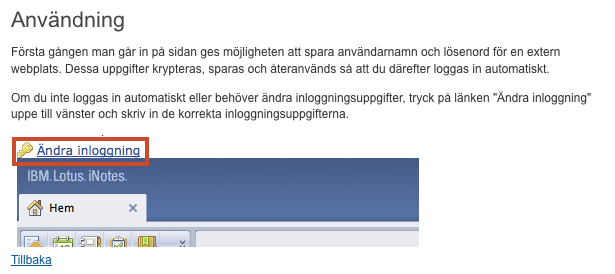 Användning
Första gången man går in på sidan ges möjligheten att spara användarnamn och lösenord för en extern
webplats. Dessa uppgifter krypteras, sparas och återanvänds så att du därefter loggas in automatiskt.
Om du inte loggas in automatiskt eller behöver ändra inloggningsuppgifter, tryck på länken "Ändra inloggning"
uppe till vänster och skriv in de korrekta inloggningsuppgifterna.
Ändra inloggning
IBM.Lotus.iNotes.
Hem
Tillbaka